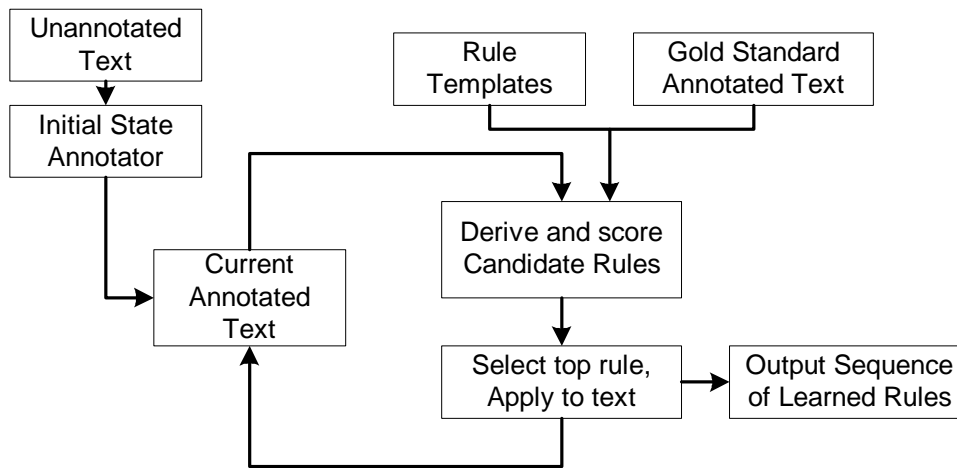 Unannotated
Text
Initial State
Annotator
Rule
Templates
Gold Standard
Annotated Text
Current
Annotated
Text
Derive and score
Candidate Rules
Select top rule,
Apply to text
Output Sequence
of Learned Rules